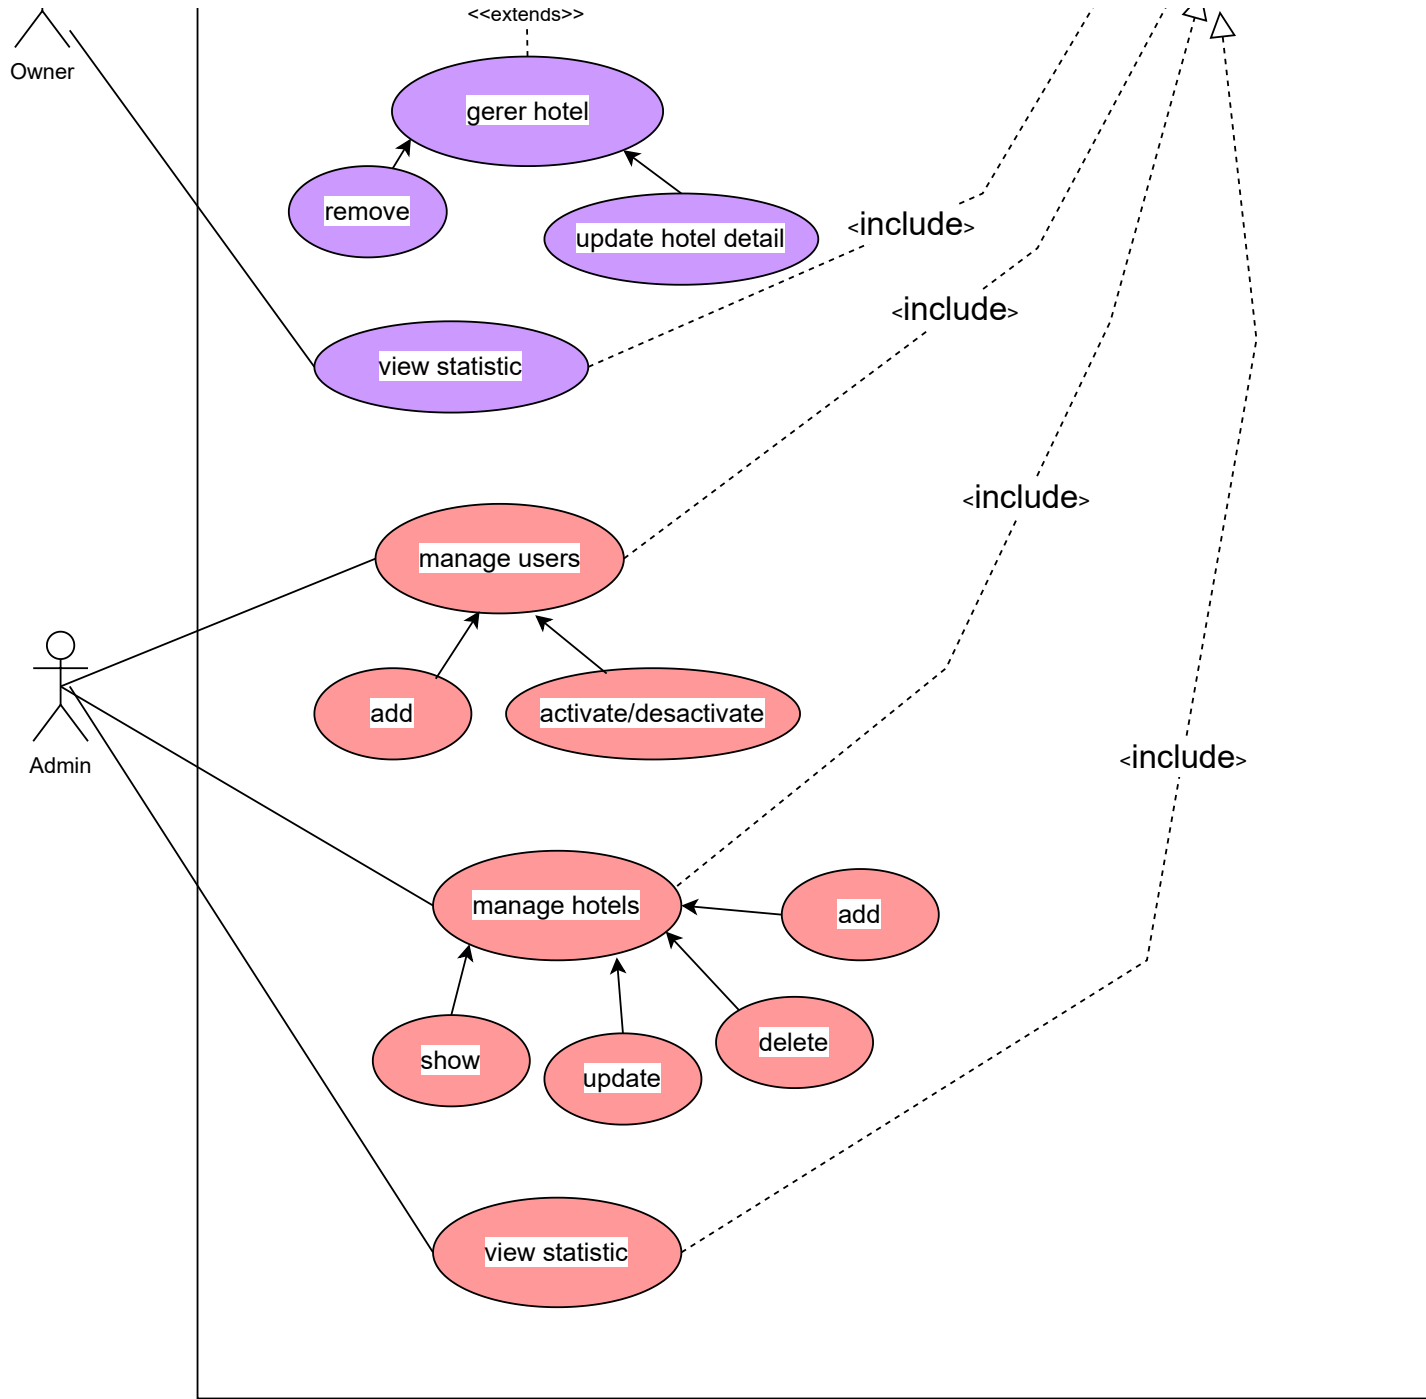 <<extends>>
Owner
gerer hotel
remove
update hotel detail
<include>
<include>
view statistic
<include>
manage users
add
activate/desactivate
Admin
<include>
manage hotels
add
delete
show
update
view statistic